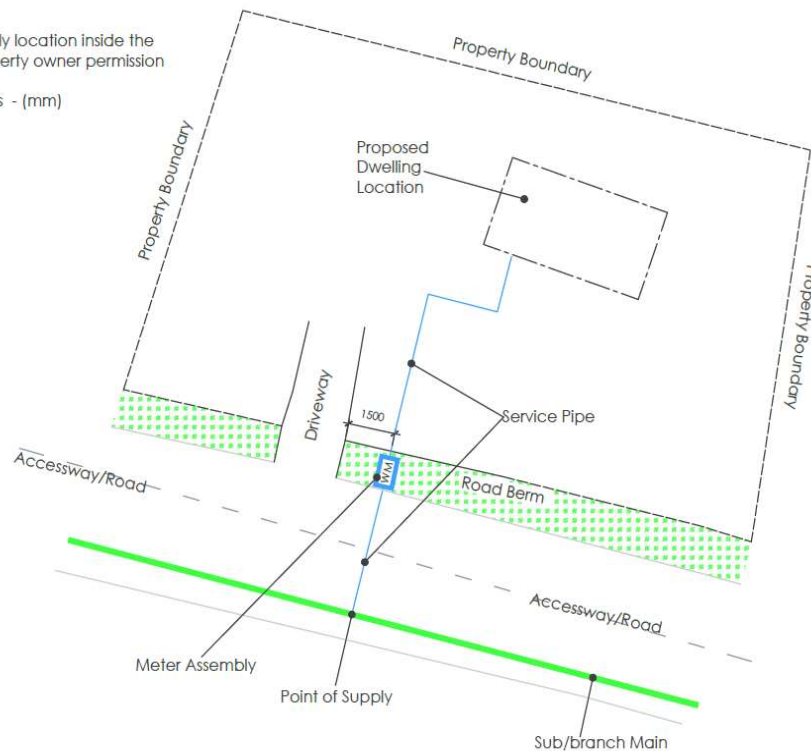 ly location inside the
erty owner permission
s - (mm)
Property Boundary
Property Boundary
Property Boundary
Proposed
Dwelling
Location
Driveway
1500
Service Pipe
WM
Road Berm
Accessway/Road
Accessway/Road
Meter Assembly
Point of Supply
Sub/branch Main